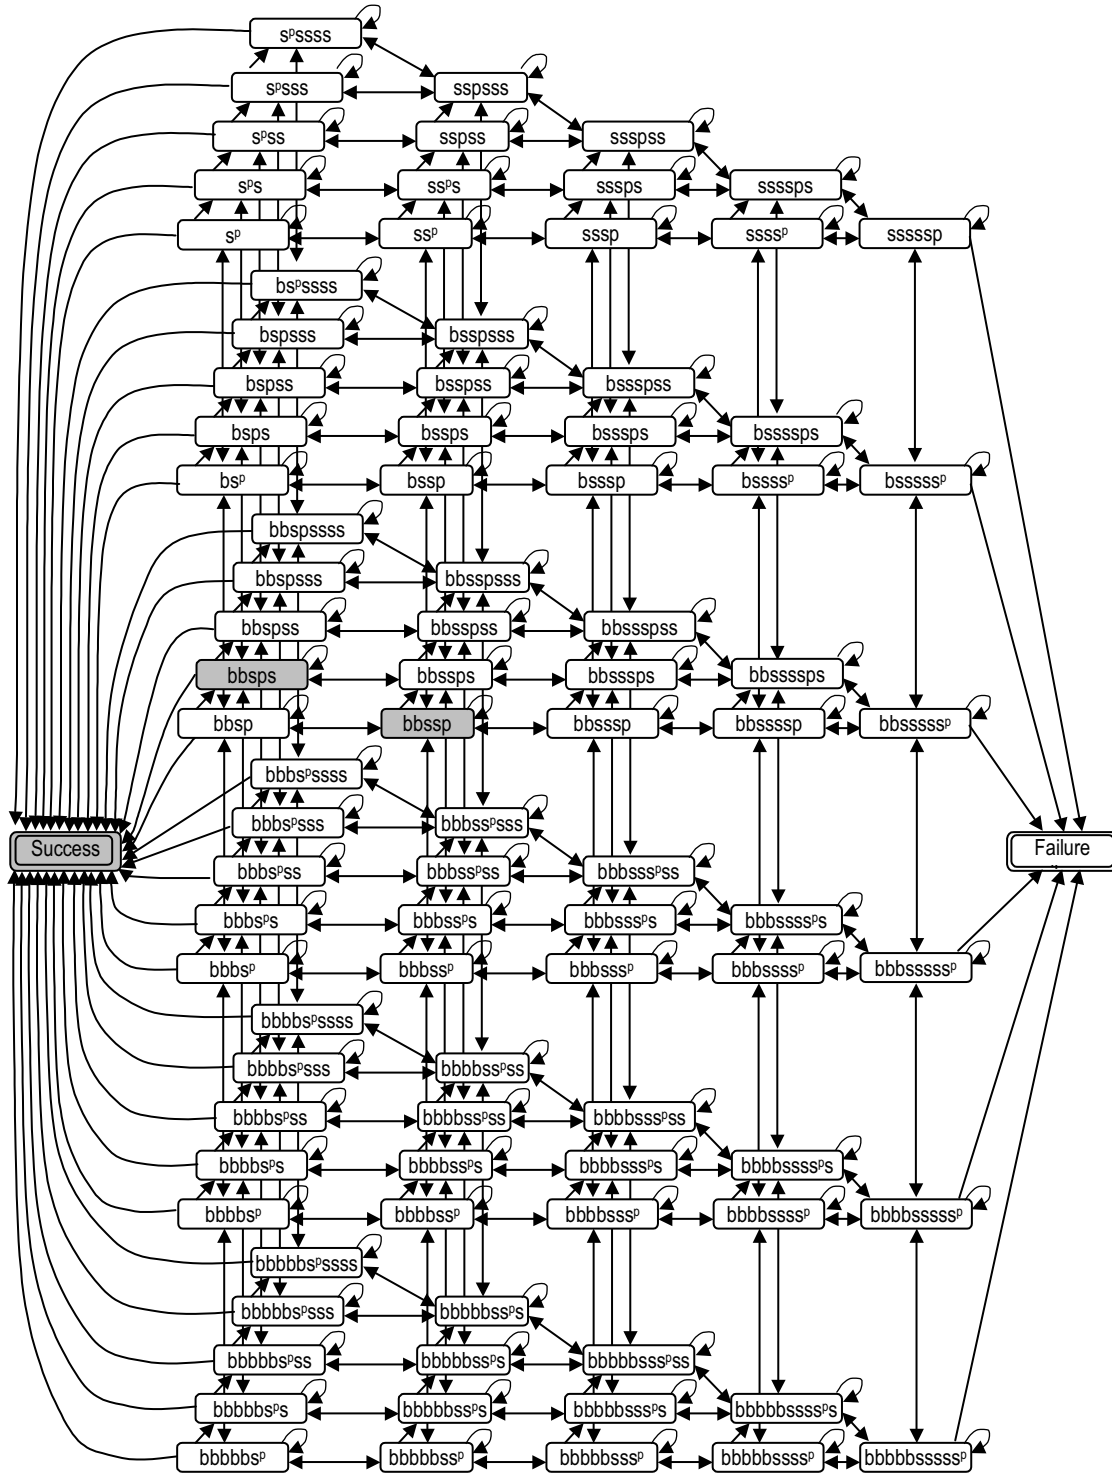 sᵖssss
sᵖsss sspsss
sᵖss sspss ssspss
sᵖs ssᵖs sssps ssssps
sᵖ ssᵖ sssp ssssᵖ sssssp
bsᵖssss
bspsss bsspsss
bspss bsspss bssspss
bsps bssps bsssps bssssps
bsᵖ bssp bsssp bssssᵖ bsssssᵖ
bbspssss
bbspsss bbsspsss
bbspss bbsspss bbssspss
bbsps bbssps bbsssps bbssssps
bbsp bbssp bbsssp bbssssp bbsssssᵖ
bbbsᵖssss
bbbsᵖsss bbbssᵖsss
Success Failure
bbbsᵖss bbbssᵖss bbbsssᵖss
bbbsᵖs bbbssᵖs bbbsssᵖs bbbssssᵖs
bbbsᵖ bbbssᵖ bbbsssᵖ bbbssssᵖ bbbsssssᵖ
bbbbsᵖssss
bbbbsᵖsss bbbbssᵖss
bbbbsᵖss bbbbssᵖss bbbbsssᵖss
bbbbsᵖs bbbbssᵖs bbbbsssᵖs bbbbssssᵖs
bbbbsᵖ bbbbssᵖ bbbbsssᵖ bbbbssssᵖ bbbbsssssᵖ
bbbbbsᵖssss
bbbbbsᵖsss bbbbbssᵖs
bbbbbsᵖss bbbbbssᵖs bbbbbsssᵖss
bbbbbsᵖs bbbbbssᵖs bbbbbsssᵖs bbbbbssssᵖs
bbbbbsᵖ bbbbbssᵖ bbbbbsssᵖ bbbbbssssᵖ bbbbbsssssᵖ